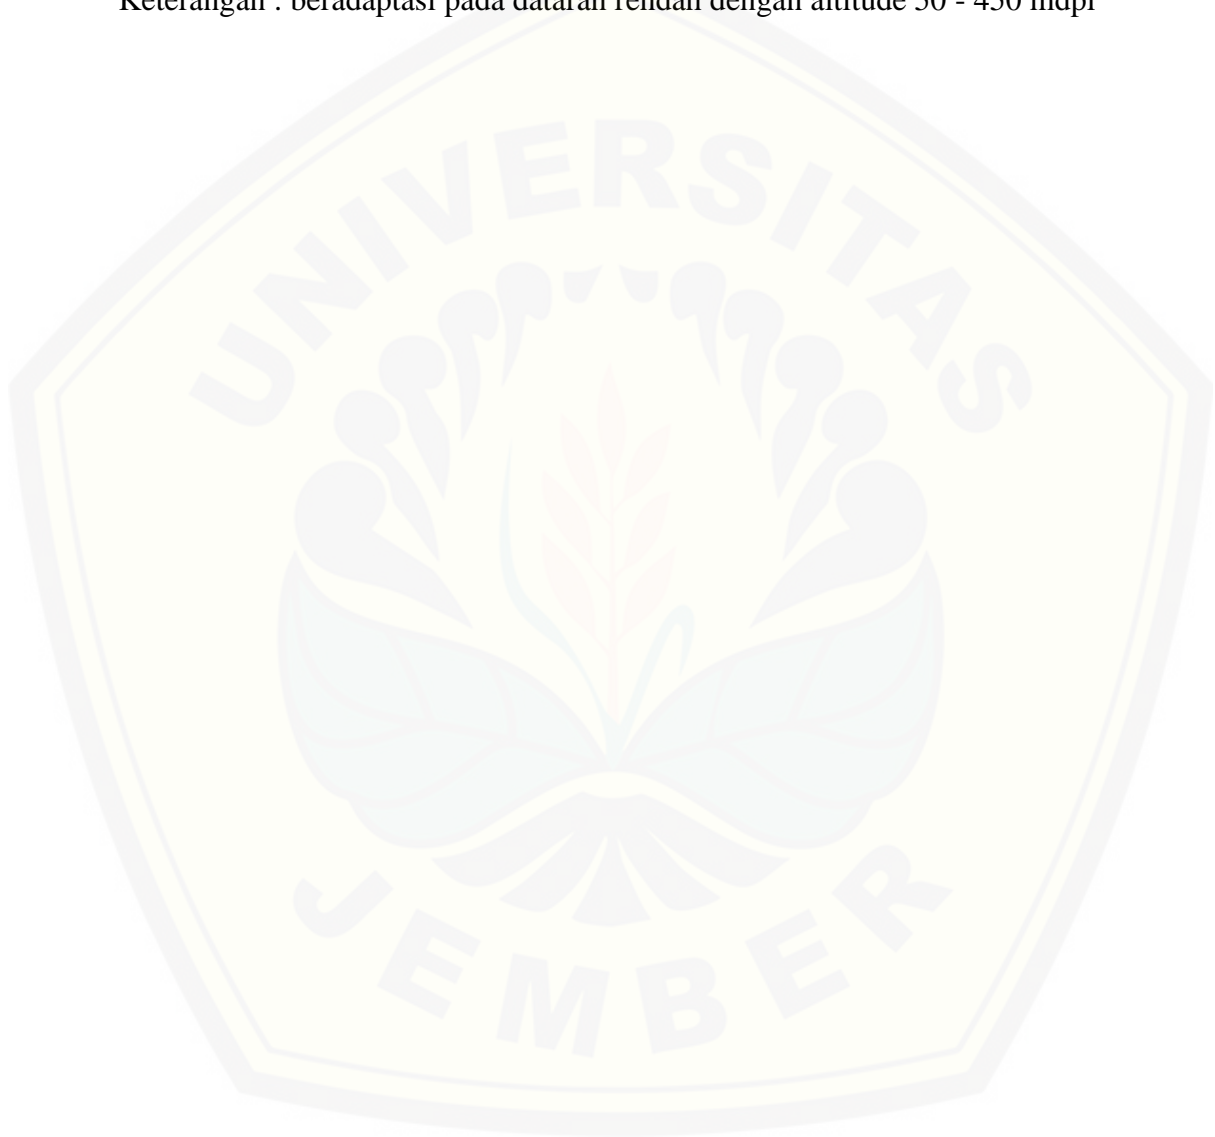 Keterangan : beradaptasi pada dataran rendah dengan altitude 50 - 450 mdpl
UNIVERSITAS
JEMBER